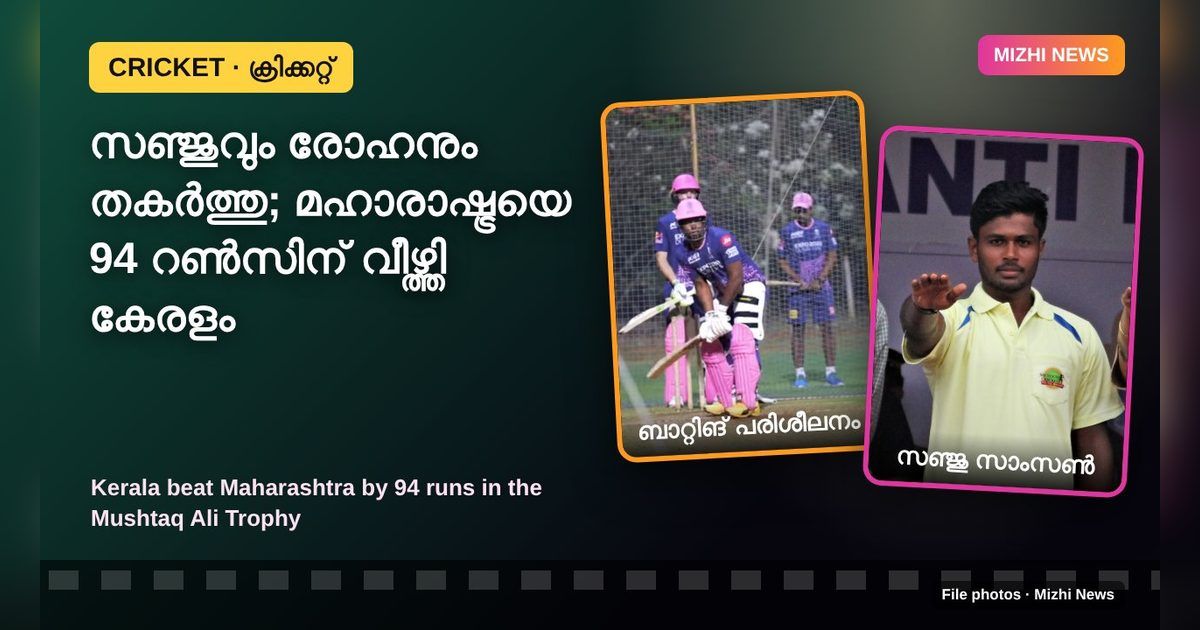 CRICKET · ക്രിക്കറ്റ്
MIZHI NEWS
സഞ്ജുവും രോഹനും
തകർത്തു; മഹാരാഷ്ട്രയെ
94 റൺസിന് വീഴ്ത്തി
കേരളം
ബാറ്റിങ് പരിശീലനം
ANTI
സഞ്ജു സാംസൺ
Kerala beat Maharashtra by 94 runs in the
Mushtaq Ali Trophy
File photos · Mizhi News